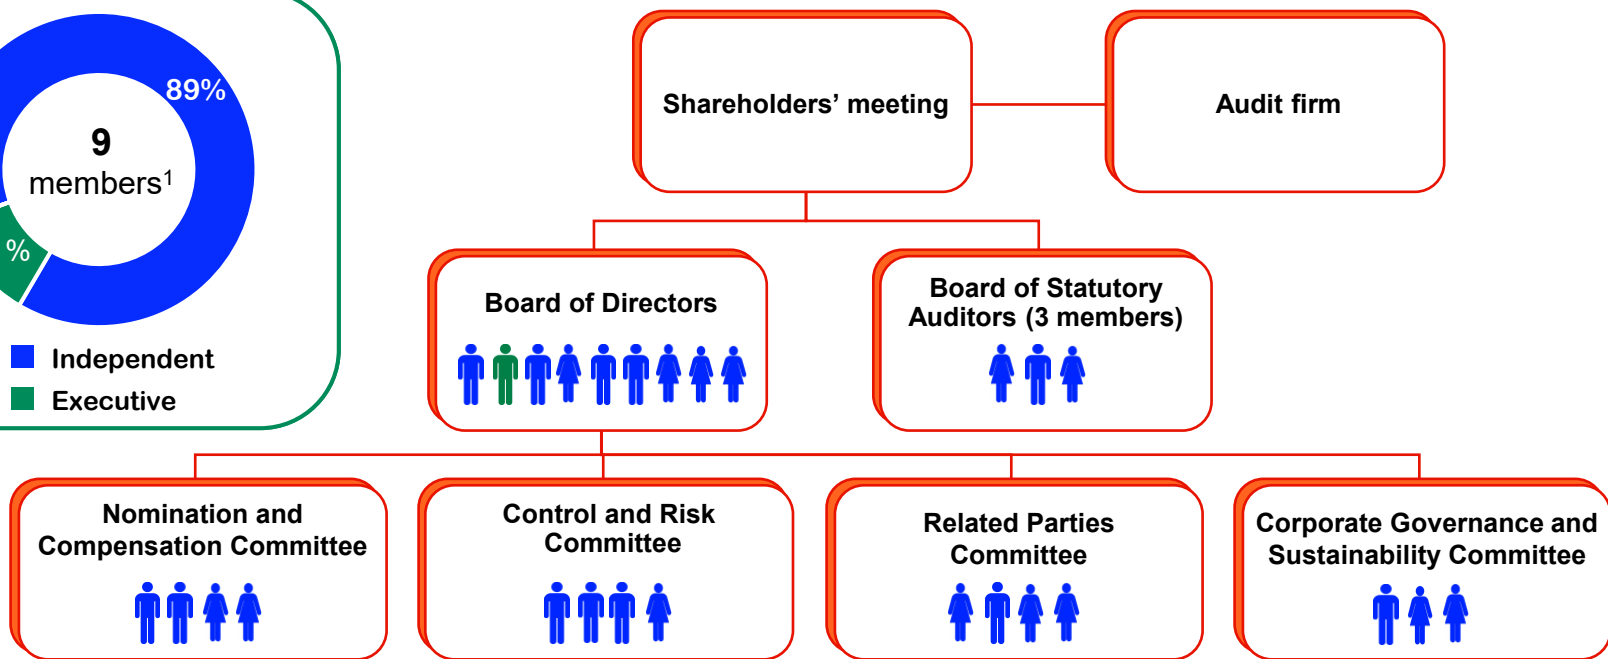 89%
9
members¹
%
Independent
Executive
Shareholders’ meeting
Audit firm
Board of Directors
Board of Statutory
Auditors (3 members)
Nomination and
Compensation Committee
Control and Risk
Committee
Related Parties
Committee
Corporate Governance and
Sustainability Committee